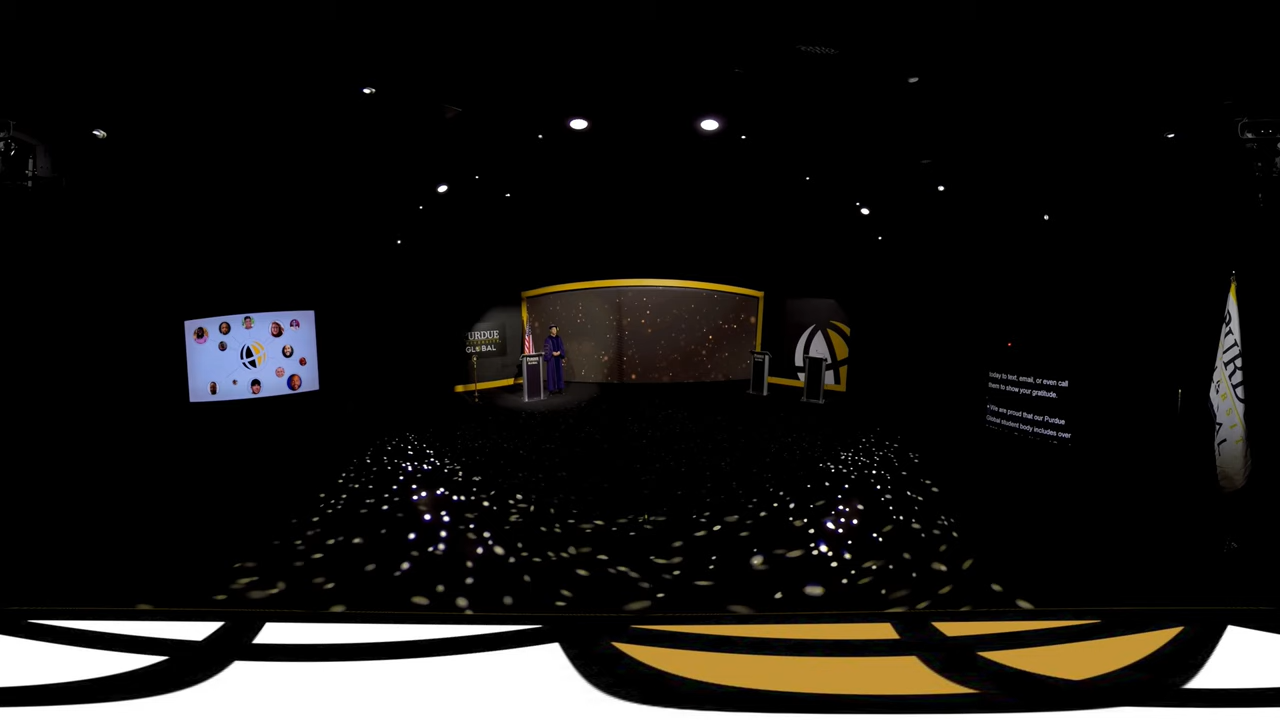 PURDUE
GLOBAL
today to text, email, or even call
them to show your gratitude.
• We are proud that our Purdue
Global student body includes over